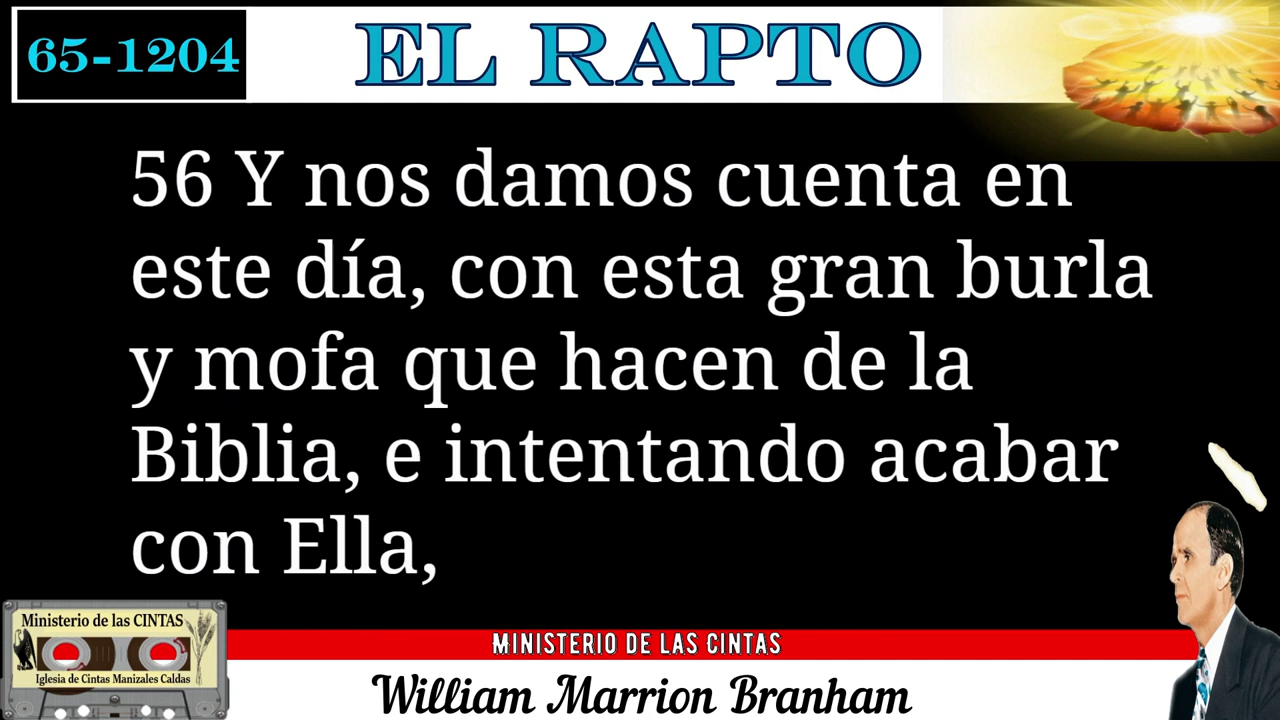 65-1204
EL RAPTO
56 Y nos damos cuenta en
este día, con esta gran burla
y mofa que hacen de la
Biblia, e intentando acabar
con Ella,
Ministerio de las CINTAS
Iglesia de Cintas Manizales Caldas
MINISTERIO DE LAS CINTAS
William Marrion Branham